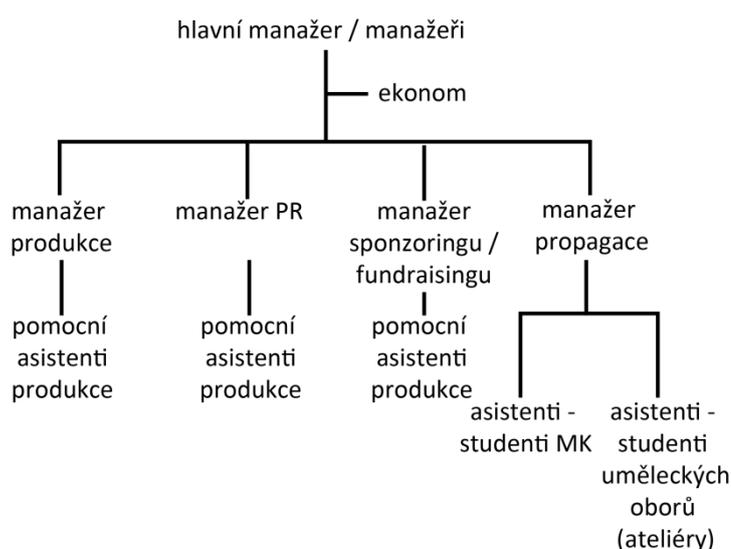 hlavní manažer / manažeři
ekonom
manažer
produkce
manažer PR
manažer
sponzoringu /
fundraisingu
manažer
propagace
pomocní
asistenti
produkce
pomocní
asistenti
produkce
pomocní
asistenti
produkce
asistenti -
studenti MK
asistenti -
studenti
uměleckých
oborů
(ateliéry)